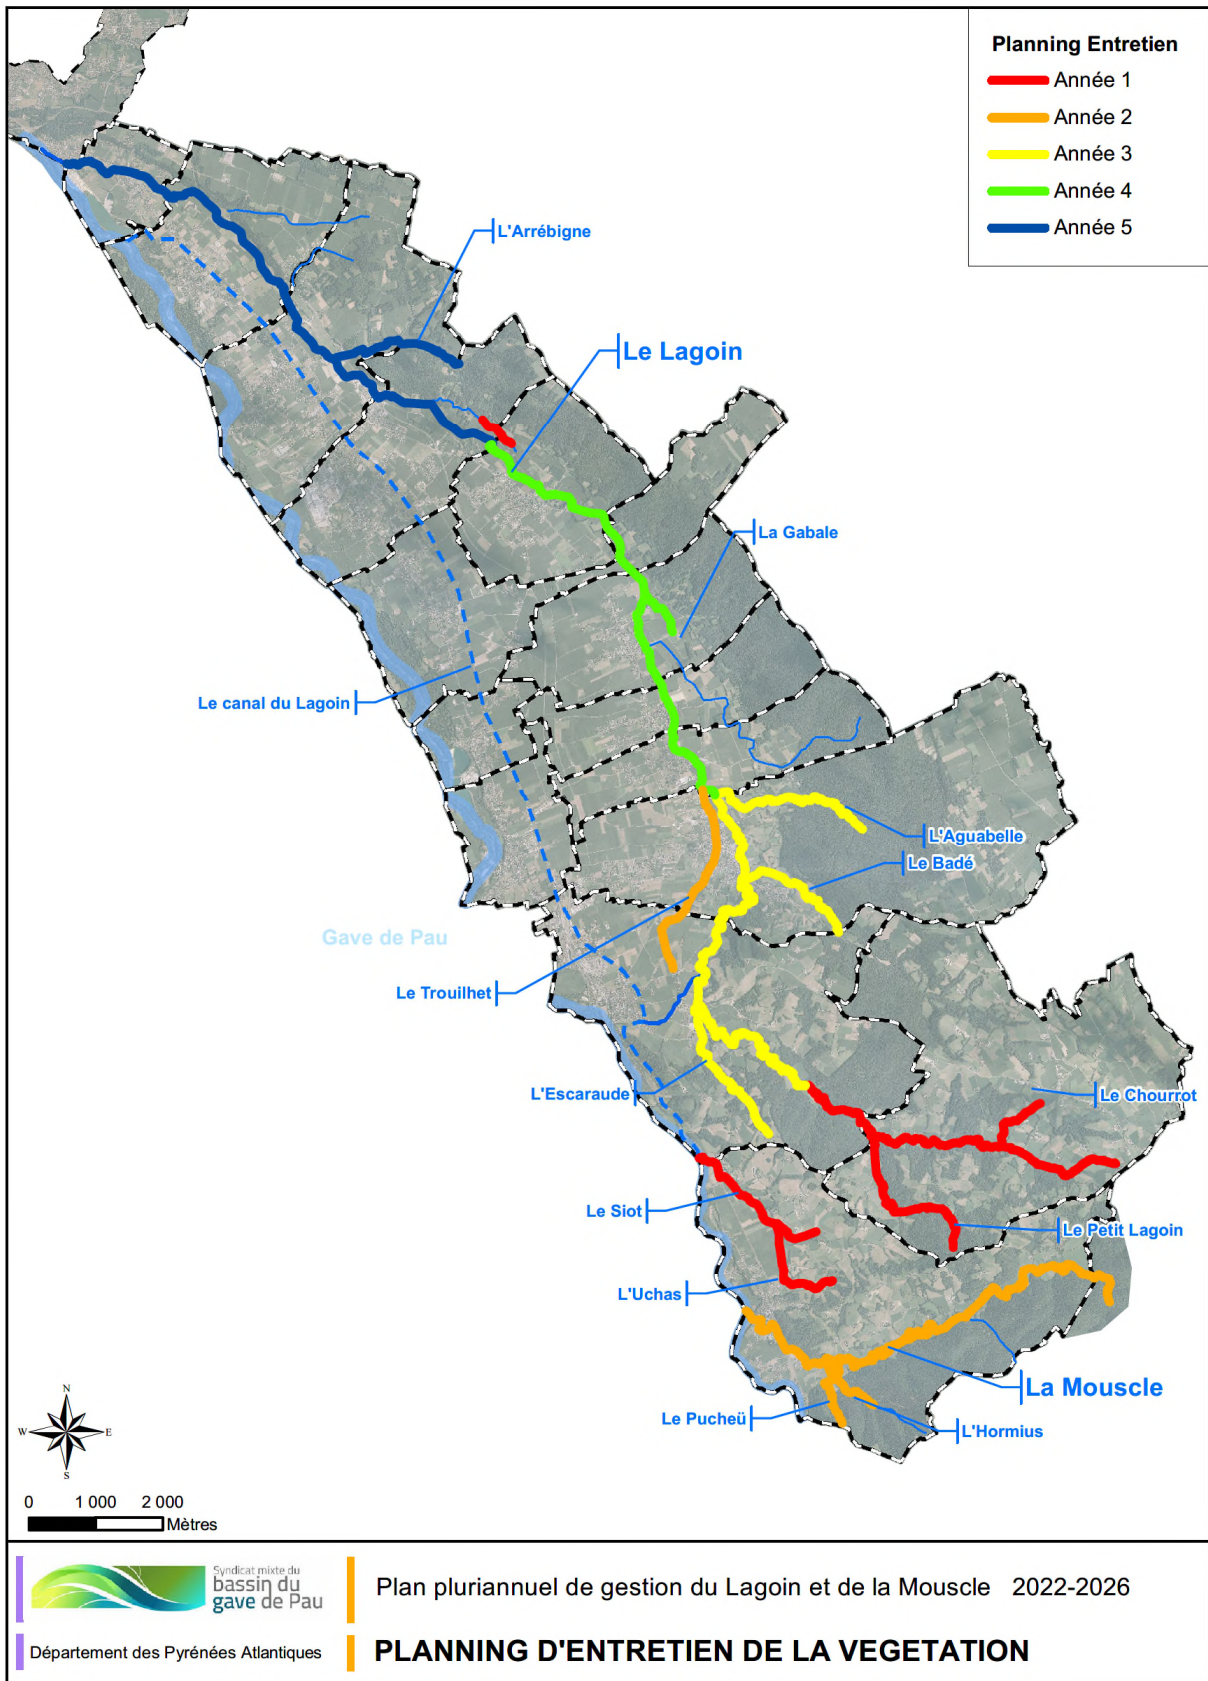 Planning Entretien
Année 1
Année 2
Année 3
Année 4
Année 5
L'Arrébigne
Le Lagoin
La Gabale
Le canal du Lagoin
L'Aguabelle
Le Badé
Gave de Pau
Le Trouilhet
L'Escaraude
Le Chourrot
Le Siot
Le Petit Lagoin
L'Uchas
La Mouscle
Le Pucheü
L'Hormius
N
W
E
S
0 1 000 2 000
Mètres
Syndicat mixte du
bassin du
gave de Pau
Plan pluriannuel de gestion du Lagoin et de la Mouscle 2022-2026
Département des Pyrénées Atlantiques
PLANNING D'ENTRETIEN DE LA VEGETATION